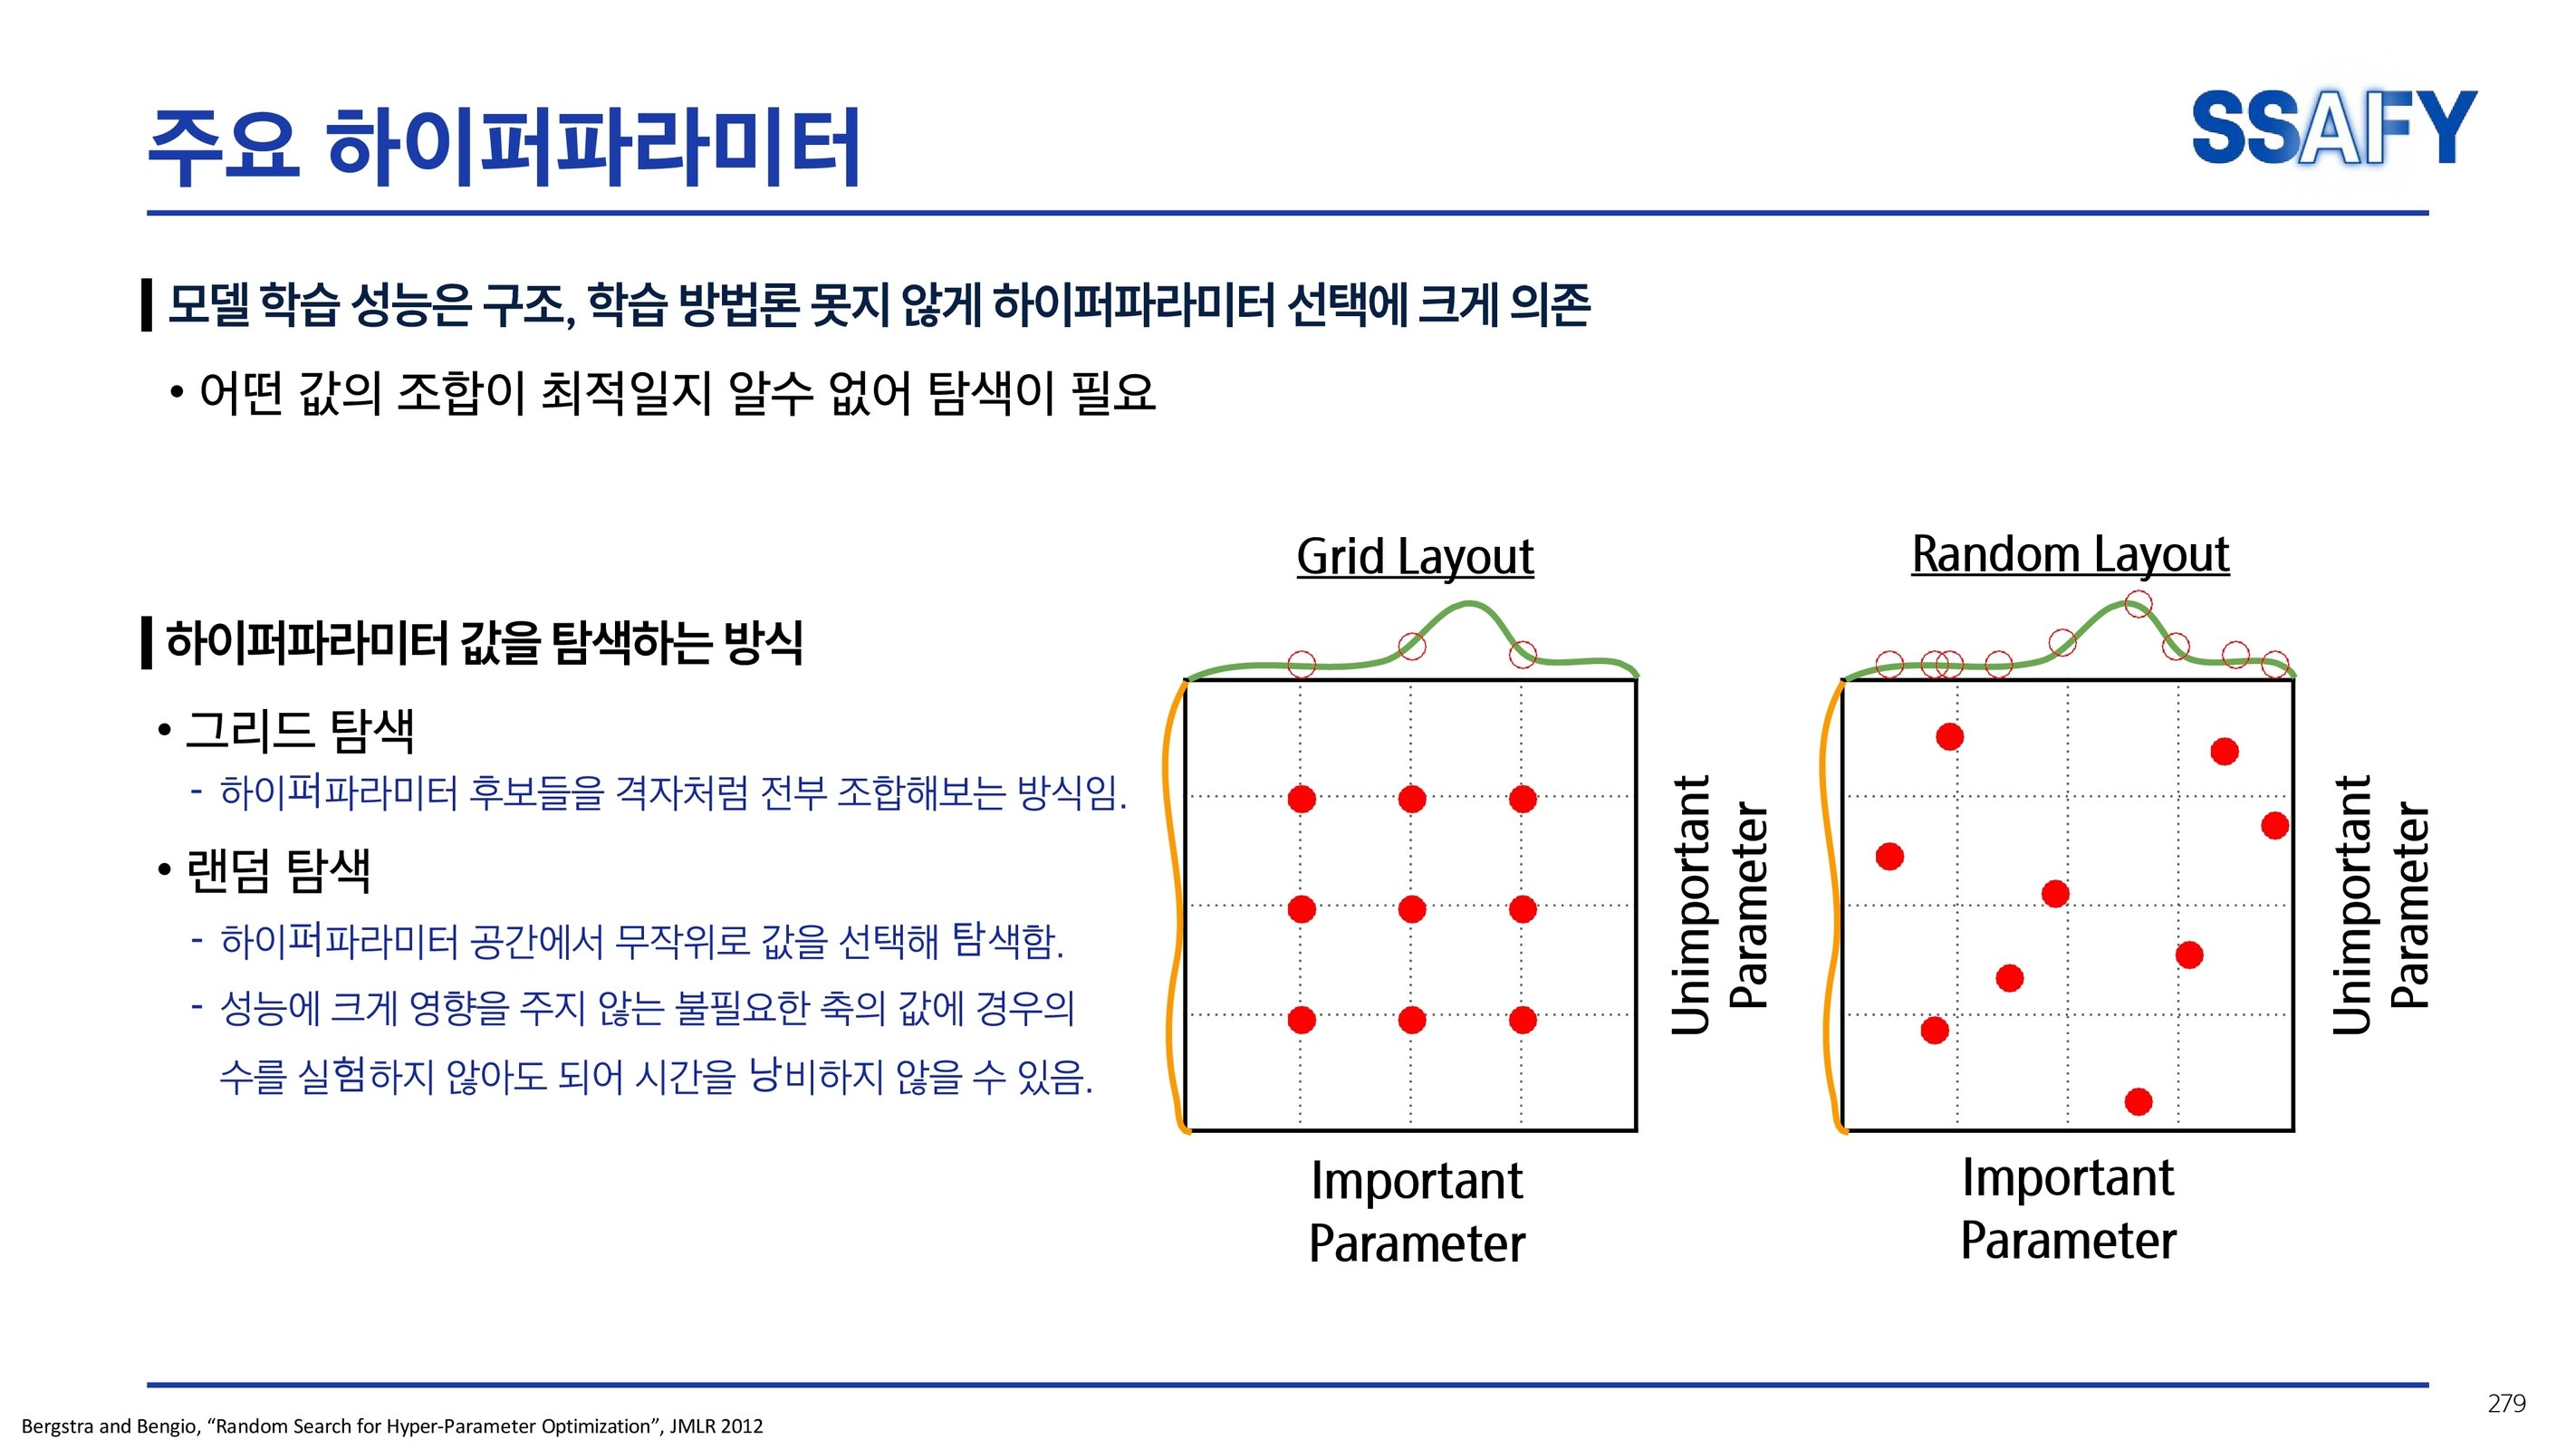 주요 하이퍼파라미터
SSAFY
모델 학습 성능은 구조, 학습 방법론 못지 않게 하이퍼파라미터 선택에 크게 의존
• 어떤 값의 조합이 최적일지 알수 없어 탐색이 필요
하이퍼파라미터 값을 탐색하는 방식
• 그리드 탐색
- 하이퍼파라미터 후보들을 격자처럼 전부 조합해보는 방식임.
• 랜덤 탐색
- 하이퍼파라미터 공간에서 무작위로 값을 선택해 탐색함.
- 성능에 크게 영향을 주지 않는 불필요한 축의 값에 경우의
수를 실험하지 않아도 되어 시간을 낭비하지 않을 수 있음.
Grid Layout
Unimportant
Parameter
Important
Parameter
Random Layout
Unimportant
Parameter
Important
Parameter
Bergstra and Bengio, “Random Search for Hyper-Parameter Optimization”, JMLR 2012
279